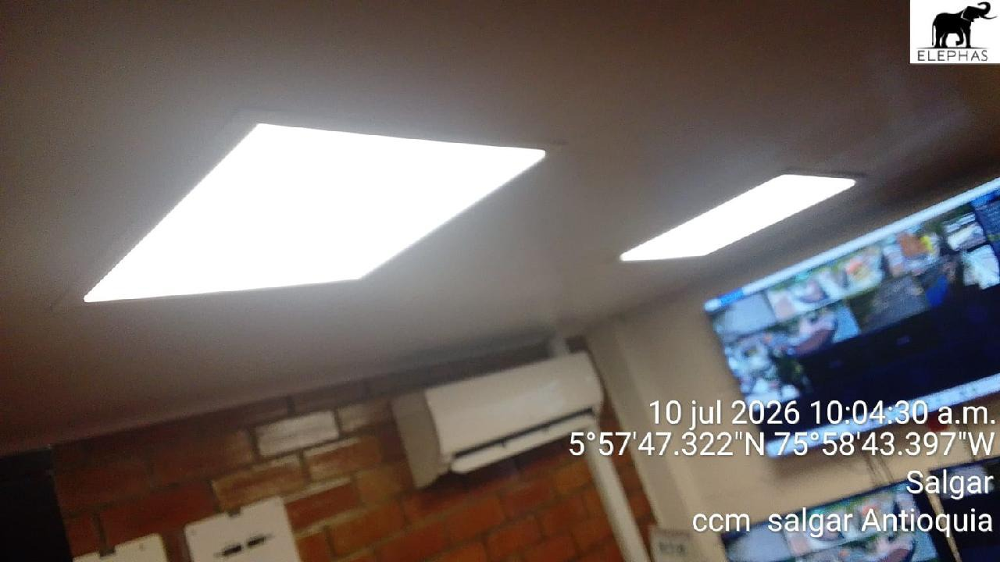 ELEPHAS
10 jul 2026 10:04:30 a.m.
5°57'47.322"N 75°58'43.397"W
Salgar
ccm  salgar Antioquia